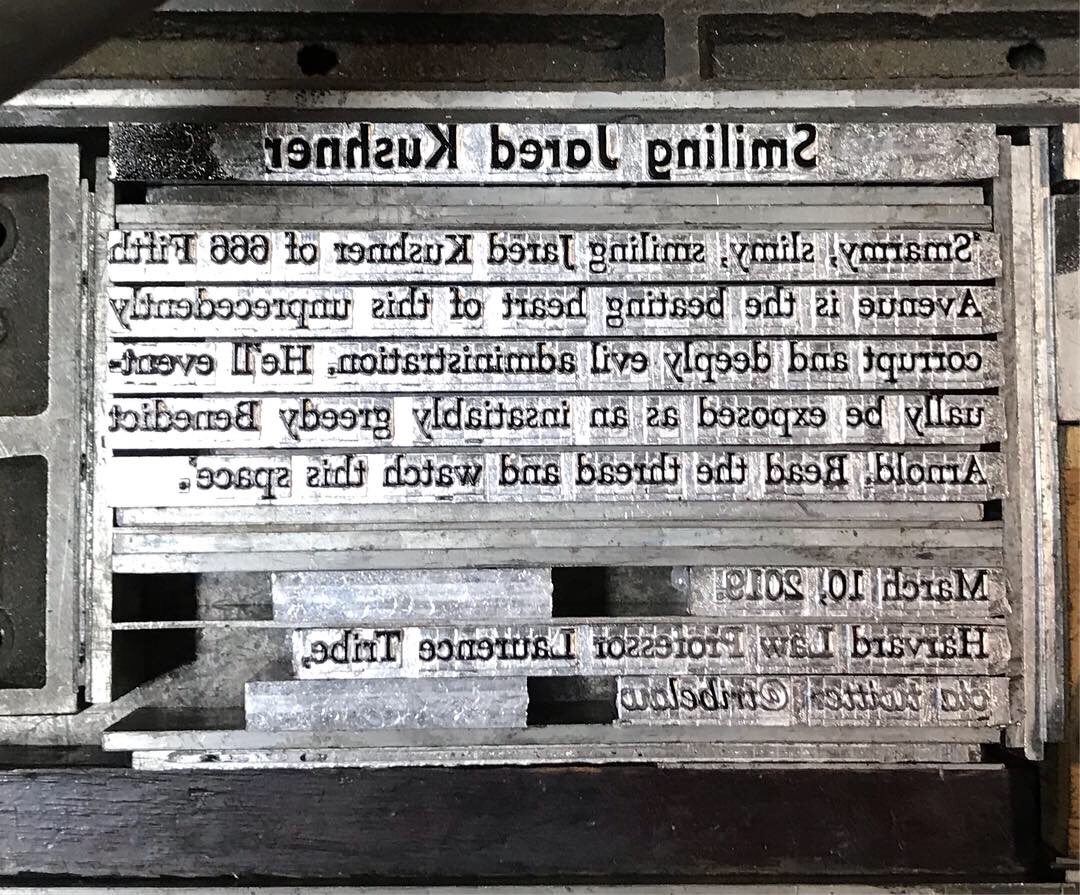 Smiling Jared Kushner
"Smarmy, slimy, smiling Jared Kushner of 666 Fifth
Avenue is the beating heart of this unprecedently
corrupt and deeply evil administration. He'll event-
ually be exposed as an insatiably greedy Benedict
Arnold. Read the thread and watch this space".
March 10, 2019.
Harvard Law Professor Laurence Tribe,
via twitter @tribelaw